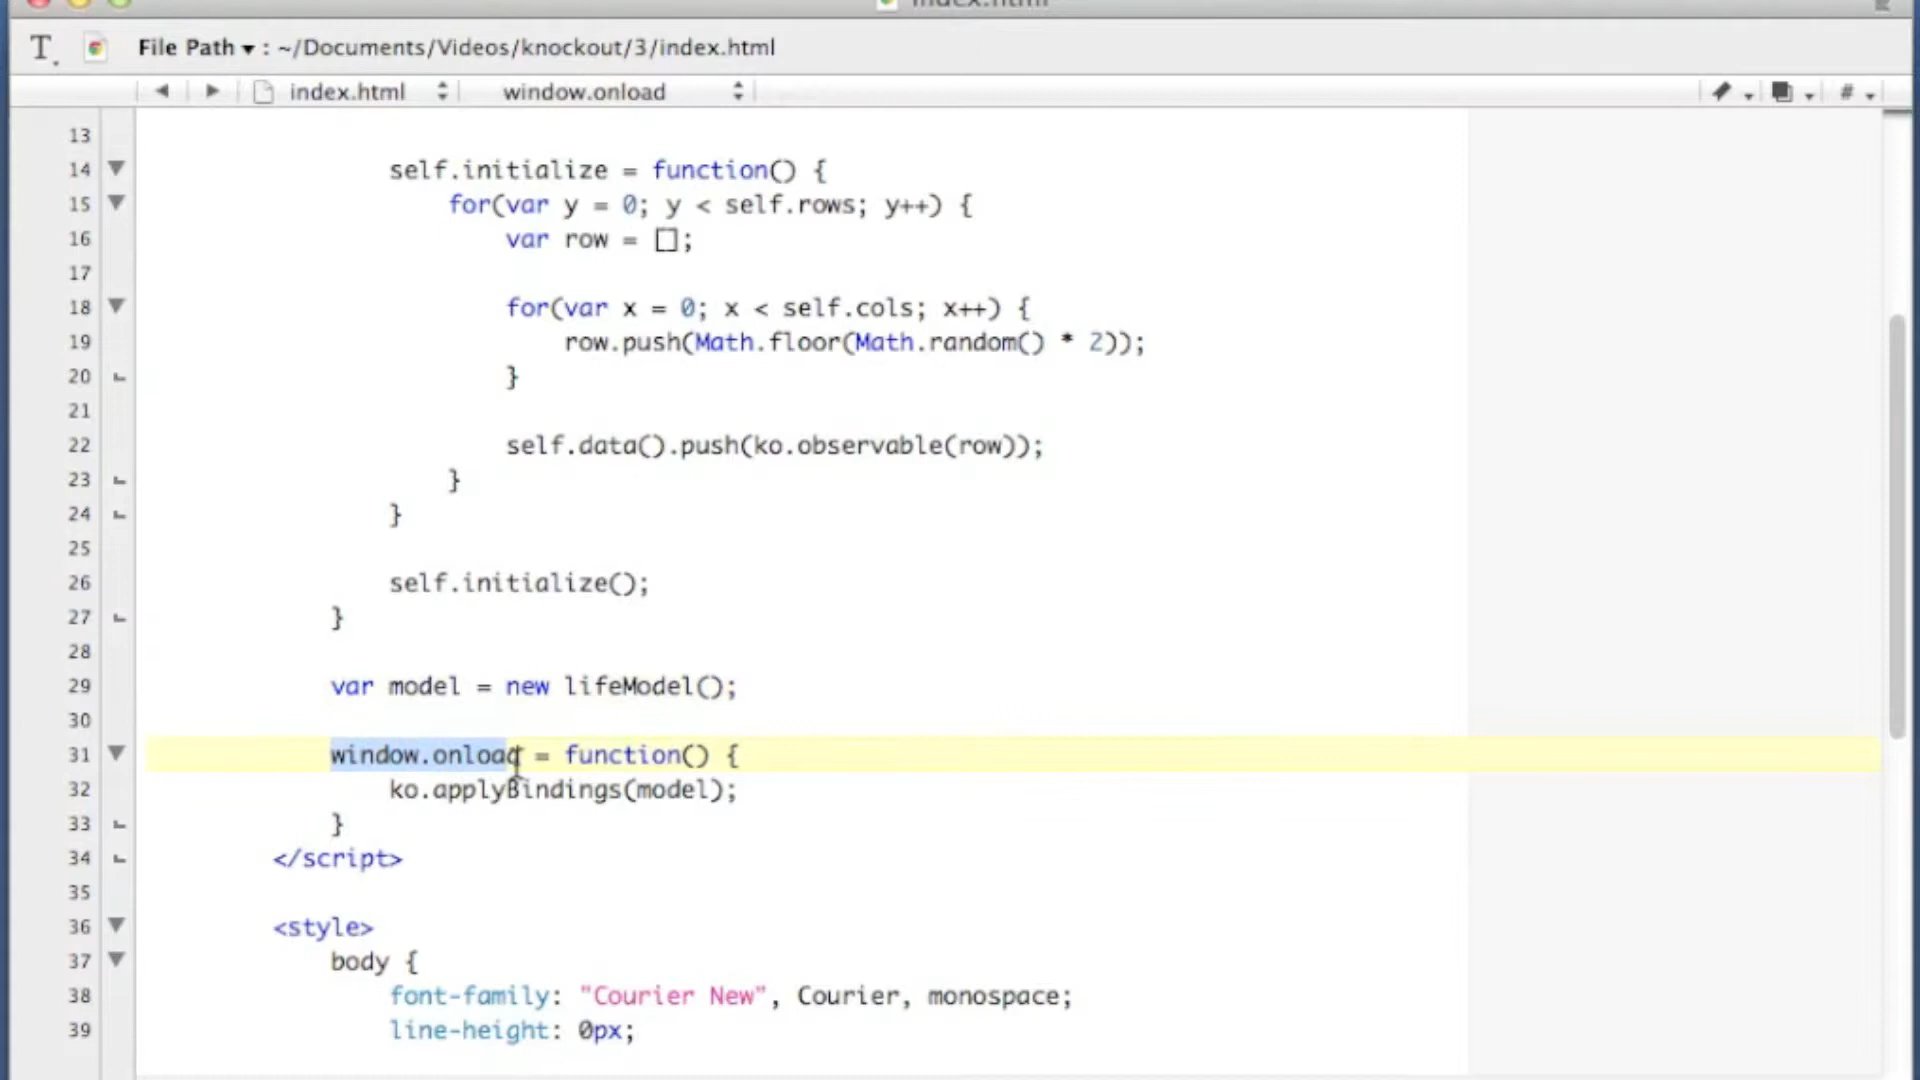 index.html
T. File Path ▾ : ~/Documents/Videos/knockout/3/index.html
index.html window.onload #
13
14 self.initialize = function() {
15 for(var y = 0; y < self.rows; y++) {
16 var row = [];
17
18 for(var x = 0; x < self.cols; x++) {
19 row.push(Math.floor(Math.random() * 2));
20 }
21
22 self.data().push(ko.observable(row));
23 }
24 }
25
26 self.initialize();
27 }
28
29 var model = new lifeModel();
30
31 window.onload = function() {
32 ko.applyBindings(model);
33 }
34 </script>
35
36 <style>
37 body {
38 font-family: "Courier New", Courier, monospace;
39 line-height: 0px;